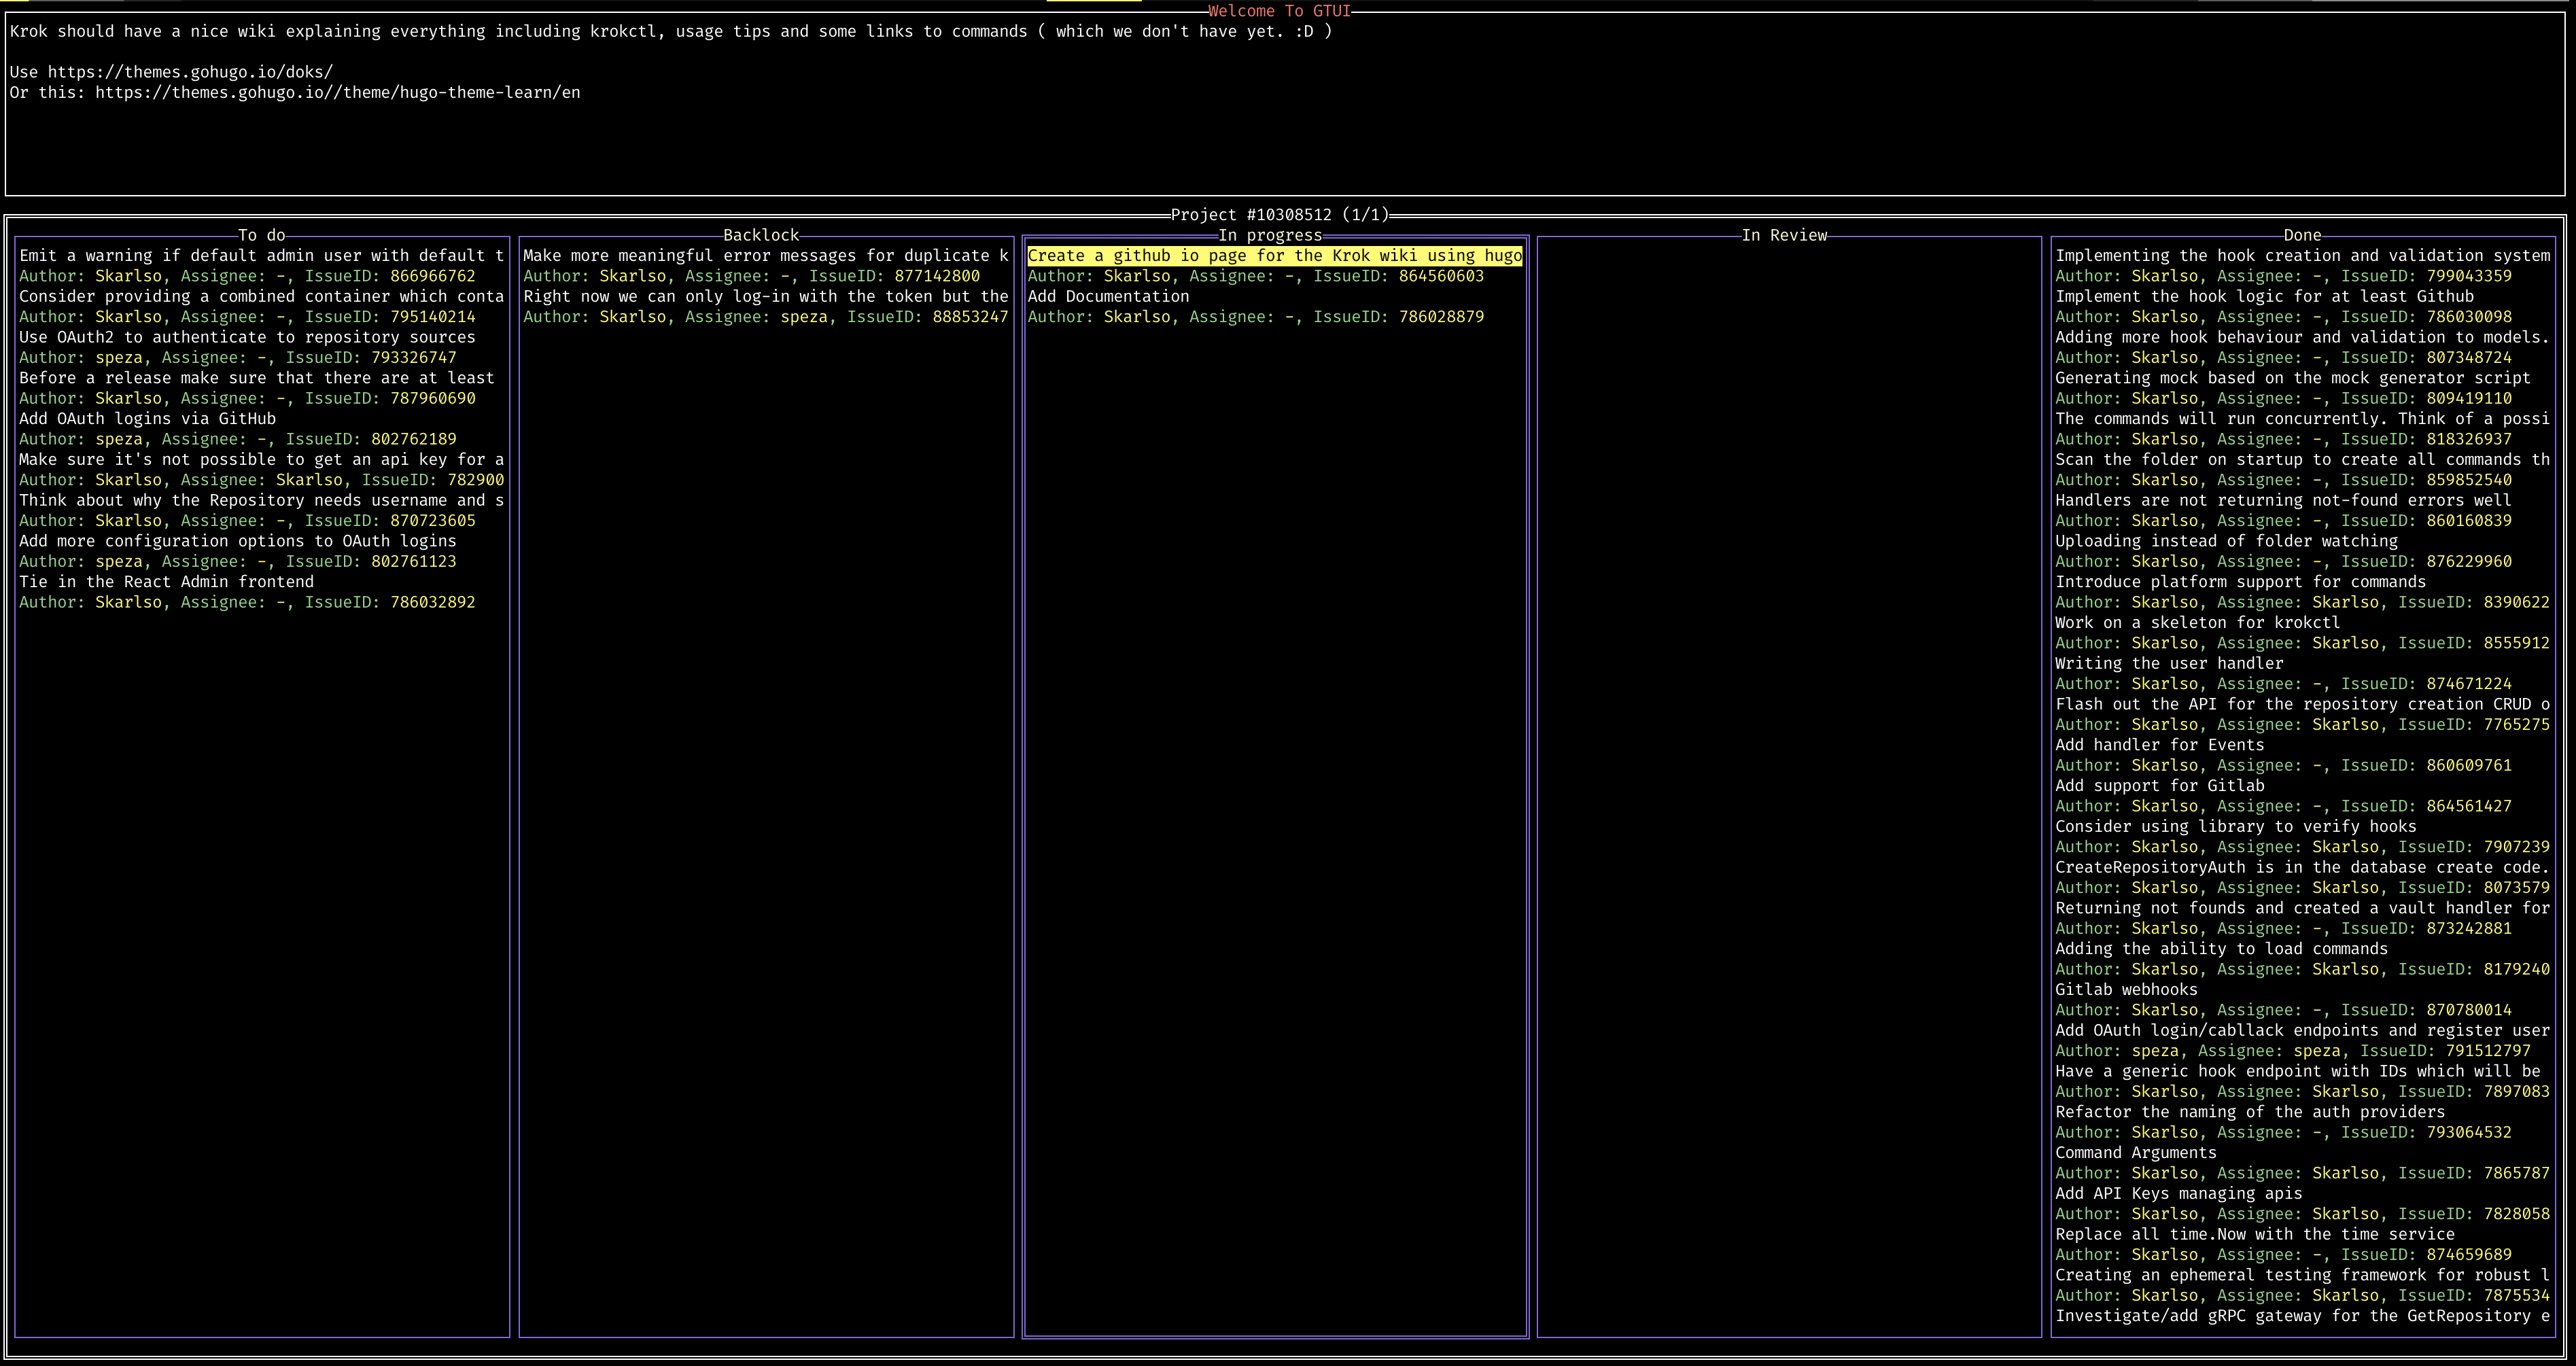 Welcome To GTUI
Krok should have a nice wiki explaining everything including krokctl, usage tips and some links to commands ( which we don't have yet. :D )
Use https://themes.gohugo.io/doks/
Or this: https://themes.gohugo.io//theme/hugo-theme-learn/en
Project #10308512 (1/1)
To do
Emit a warning if default admin user with default t
Author: Skarlso, Assignee: -, IssueID: 866966762
Consider providing a combined container which conta
Author: Skarlso, Assignee: -, IssueID: 795140214
Use OAuth2 to authenticate to repository sources
Author: speza, Assignee: -, IssueID: 793326747
Before a release make sure that there are at least
Author: Skarlso, Assignee: -, IssueID: 787960690
Add OAuth logins via GitHub
Author: speza, Assignee: -, IssueID: 802762189
Make sure it's not possible to get an api key for a
Author: Skarlso, Assignee: Skarlso, IssueID: 782900
Think about why the Repository needs username and s
Author: Skarlso, Assignee: -, IssueID: 870723605
Add more configuration options to OAuth logins
Author: speza, Assignee: -, IssueID: 802761123
Tie in the React Admin frontend
Author: Skarlso, Assignee: -, IssueID: 786032892
Backlock
Make more meaningful error messages for duplicate k
Author: Skarlso, Assignee: -, IssueID: 877142800
Right now we can only log-in with the token but the
Author: Skarlso, Assignee: speza, IssueID: 88853247
In progress
Create a github io page for the Krok wiki using hugo
Author: Skarlso, Assignee: -, IssueID: 864560603
Add Documentation
Author: Skarlso, Assignee: -, IssueID: 786028879
In Review
Done
Implementing the hook creation and validation system
Author: Skarlso, Assignee: -, IssueID: 799043359
Implement the hook logic for at least Github
Author: Skarlso, Assignee: -, IssueID: 786030098
Adding more hook behaviour and validation to models.
Author: Skarlso, Assignee: -, IssueID: 807348724
Generating mock based on the mock generator script
Author: Skarlso, Assignee: -, IssueID: 809419110
The commands will run concurrently. Think of a possi
Author: Skarlso, Assignee: -, IssueID: 818326937
Scan the folder on startup to create all commands th
Author: Skarlso, Assignee: -, IssueID: 859852540
Handlers are not returning not-found errors well
Author: Skarlso, Assignee: -, IssueID: 860160839
Uploading instead of folder watching
Author: Skarlso, Assignee: -, IssueID: 876229960
Introduce platform support for commands
Author: Skarlso, Assignee: Skarlso, IssueID: 8390622
Work on a skeleton for krokctl
Author: Skarlso, Assignee: Skarlso, IssueID: 8555912
Writing the user handler
Author: Skarlso, Assignee: -, IssueID: 874671224
Flash out the API for the repository creation CRUD o
Author: Skarlso, Assignee: Skarlso, IssueID: 7765275
Add handler for Events
Author: Skarlso, Assignee: -, IssueID: 860609761
Add support for Gitlab
Author: Skarlso, Assignee: -, IssueID: 864561427
Consider using library to verify hooks
Author: Skarlso, Assignee: Skarlso, IssueID: 7907239
CreateRepositoryAuth is in the database create code.
Author: Skarlso, Assignee: Skarlso, IssueID: 8073579
Returning not founds and created a vault handler for
Author: Skarlso, Assignee: -, IssueID: 873242881
Adding the ability to load commands
Author: Skarlso, Assignee: Skarlso, IssueID: 8179240
Gitlab webhooks
Author: Skarlso, Assignee: -, IssueID: 870780014
Add OAuth login/cabllack endpoints and register user
Author: speza, Assignee: speza, IssueID: 791512797
Have a generic hook endpoint with IDs which will be
Author: Skarlso, Assignee: Skarlso, IssueID: 7897083
Refactor the naming of the auth providers
Author: Skarlso, Assignee: -, IssueID: 793064532
Command Arguments
Author: Skarlso, Assignee: Skarlso, IssueID: 7865787
Add API Keys managing apis
Author: Skarlso, Assignee: Skarlso, IssueID: 7828058
Replace all time.Now with the time service
Author: Skarlso, Assignee: -, IssueID: 874659689
Creating an ephemeral testing framework for robust l
Author: Skarlso, Assignee: Skarlso, IssueID: 7875534
Investigate/add gRPC gateway for the GetRepository e